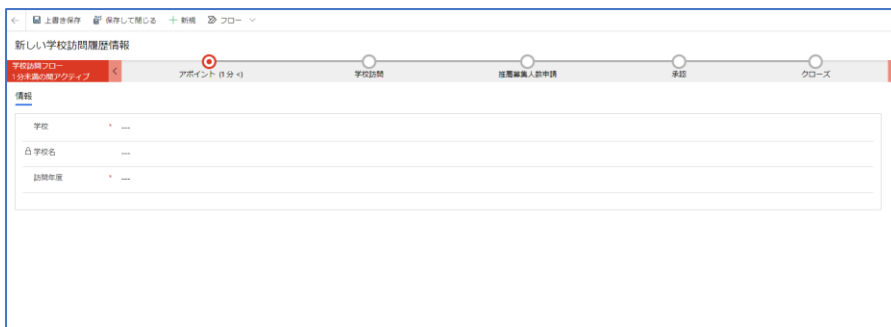 上書き保存 保存して閉じる 新規 フロー
新しい学校訪問履歴情報
学校訪問フロー
1分未満の間アクティブ
アポイント (1 分 <) 学校訪問 推薦募集人数申請 承認 クローズ
情報
学校 * ---
学校名 ---
訪問年度 * ---